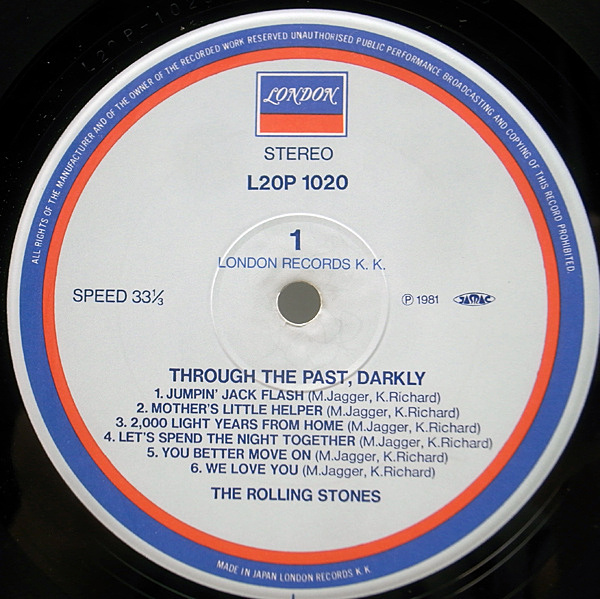 L20P-102
ALL RIGHTS OF THE MANUFACTURER AND OF THE OWNER OF THE RECORDED WORK RESERVED UNAUTHORISED PUBLIC PERFORMANCE BROADCASTING AND COPYING OF THIS RECORD PROHIBITED.
LONDON
STEREO
L20P 1020
1
LONDON RECORDS K. K.
SPEED 33⅓
Ⓟ 1981 JASRAC
THROUGH THE PAST, DARKLY
1. JUMPIN' JACK FLASH (M.Jagger, K.Richard)
2. MOTHER'S LITTLE HELPER (M.Jagger, K.Richard)
3. 2,000 LIGHT YEARS FROM HOME (M.Jagger, K.Richard)
4. LET'S SPEND THE NIGHT TOGETHER (M.Jagger, K.Richard)
5. YOU BETTER MOVE ON (M.Jagger, K.Richard)
6. WE LOVE YOU (M.Jagger, K.Richard)
THE ROLLING STONES
MADE IN JAPAN LONDON RECORDS K. K.